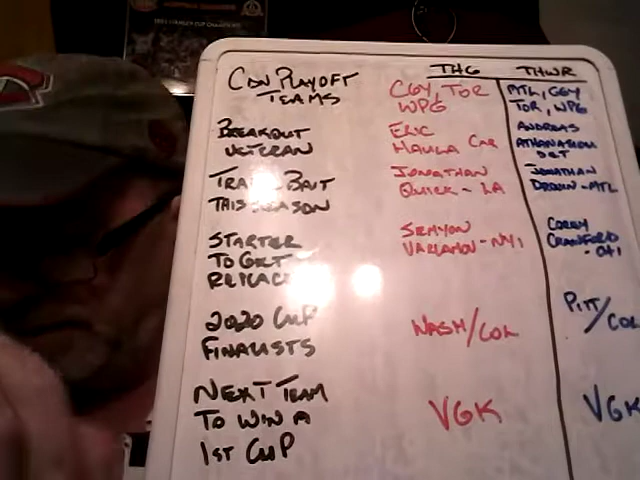 THG THWR
CDN PLAYOFF TEAMS
CGY, TOR
WPG
MTL, CGY
TOR, WPG
BREAKOUT
VETERAN
ERIC
HAULA CAR
ANDREAS
ATHANASIOU
DET
TRADE BAIT
THIS SEASON
JONATHAN
QUICK - LA
JONATHAN
DROUIN - MTL
STARTER
TO GET
REPLACED
SEMYON
VARLAMOV - NYI
COREY
CRAWFORD
- CHI
2020 CUP
FINALISTS
WASH/COL
PITT/COL
NEXT TEAM
TO WIN A
1ST CUP
VGK
VGK